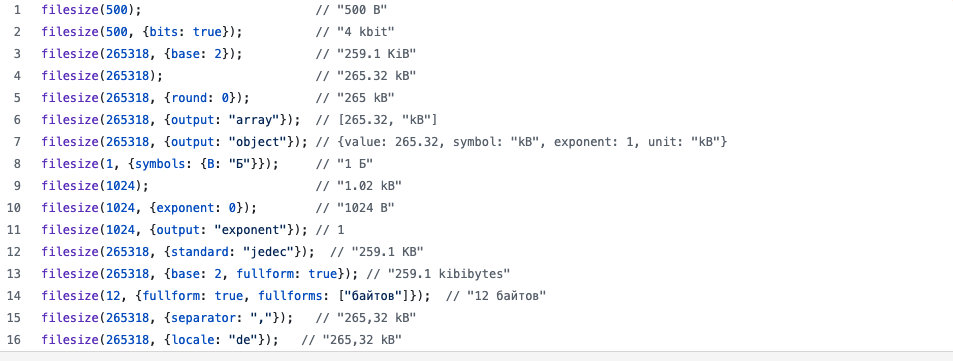 1 filesize(500); // "500 B"
2 filesize(500, {bits: true}); // "4 kbit"
3 filesize(265318, {base: 2}); // "259.1 KiB"
4 filesize(265318); // "265.32 kB"
5 filesize(265318, {round: 0}); // "265 kB"
6 filesize(265318, {output: "array"}); // [265.32, "kB"]
7 filesize(265318, {output: "object"}); // {value: 265.32, symbol: "kB", exponent: 1, unit: "kB"}
8 filesize(1, {symbols: {B: "Б"}}); // "1 Б"
9 filesize(1024); // "1.02 kB"
10 filesize(1024, {exponent: 0}); // "1024 B"
11 filesize(1024, {output: "exponent"}); // 1
12 filesize(265318, {standard: "jedec"}); // "259.1 KB"
13 filesize(265318, {base: 2, fullform: true}); // "259.1 kibibytes"
14 filesize(12, {fullform: true, fullforms: ["байтов"]}); // "12 байтов"
15 filesize(265318, {separator: ","}); // "265,32 kB"
16 filesize(265318, {locale: "de"}); // "265,32 kB"